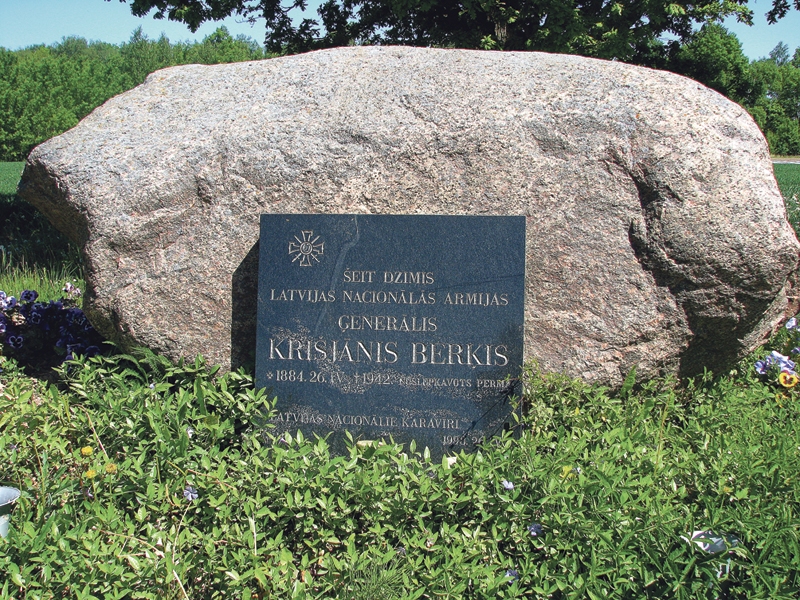 ŠEIT DZIMIS
LATVIJAS NACIONĀLĀS ARMIJAS
ĢENERĀLIS
KRIŠJĀNIS BERĶIS
*1884. 26. IV. †1942. NOSLEPKAVOTS PERMĀ
LATVIJAS NACIONĀLIE KARAVĪRI